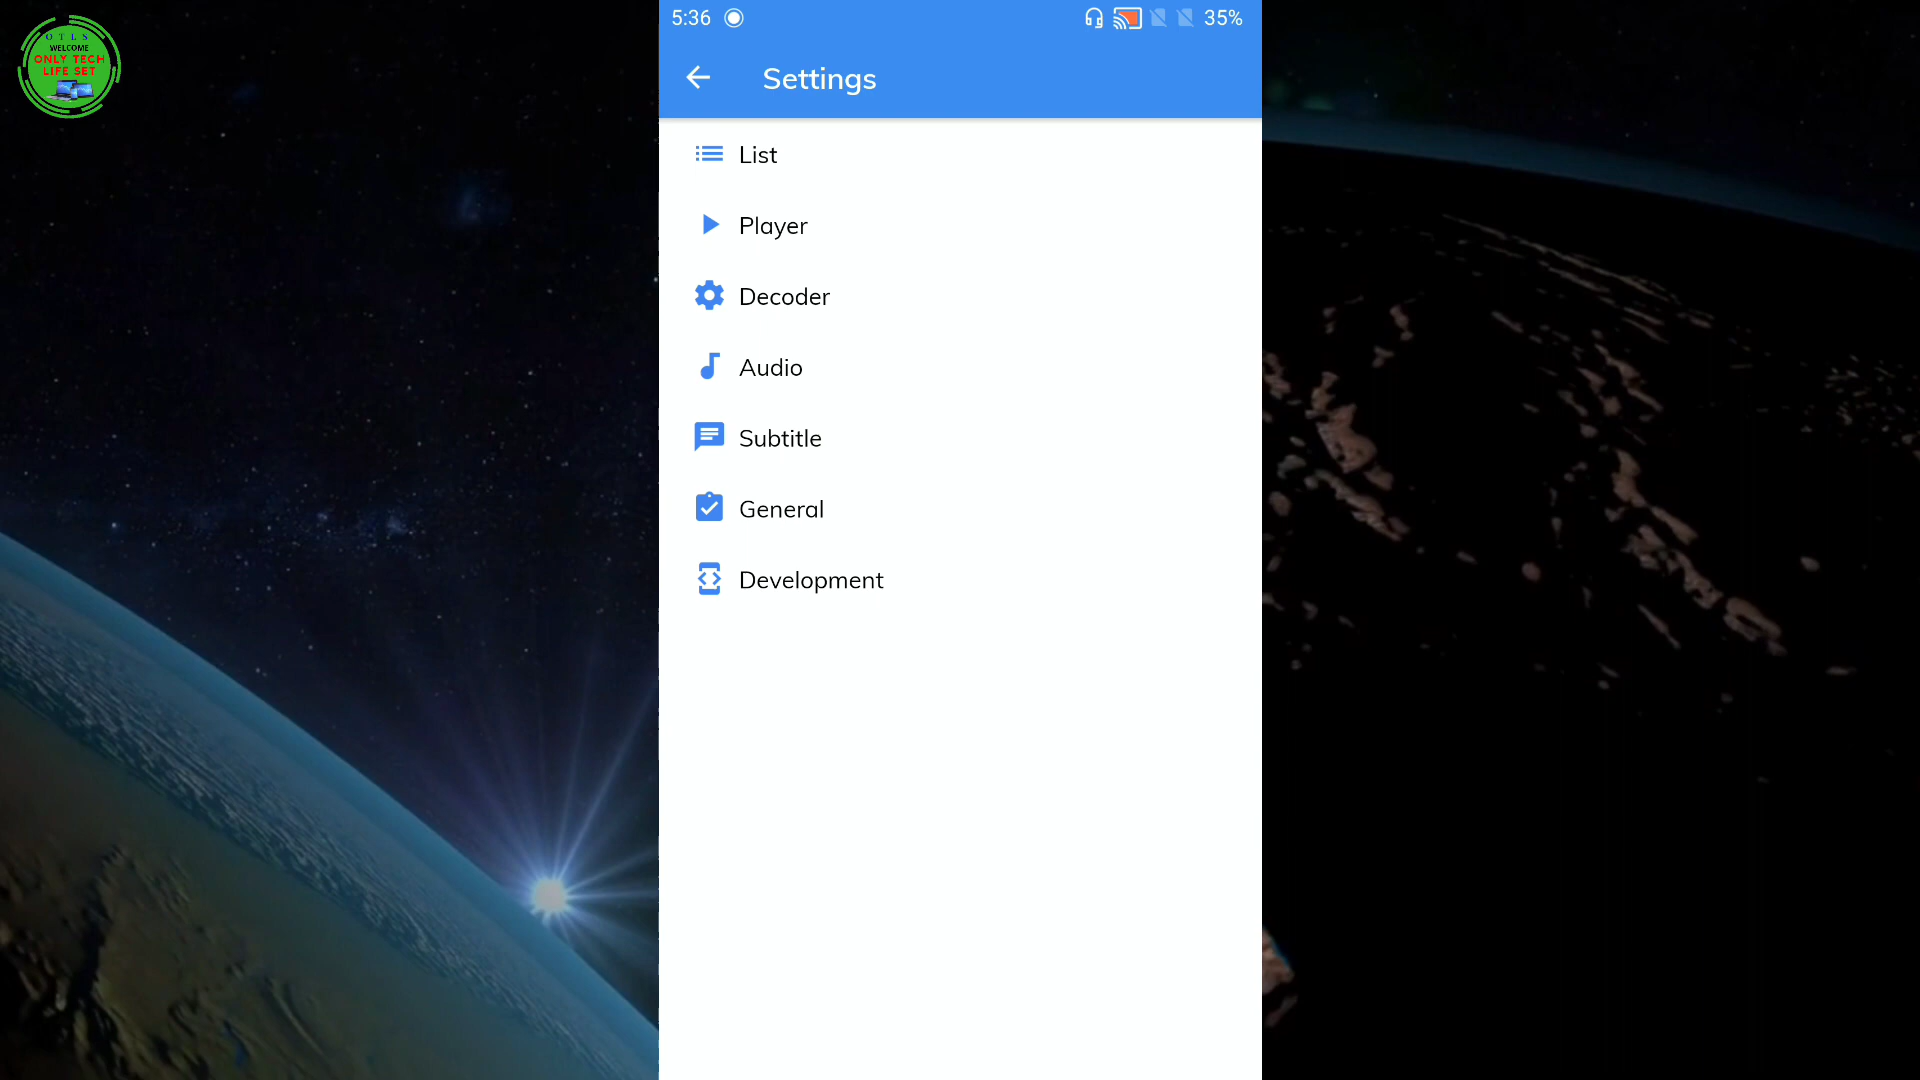 O T L S
WELCOME
ONLY TECH
LIFE SET
5:36
35%
Settings
List
Player
Decoder
Audio
Subtitle
General
Development